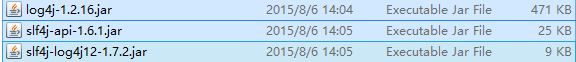 log4j-1.2.16.jar 2015/8/6 14:04 Executable Jar File 471 KB
slf4j-api-1.6.1.jar 2015/8/6 14:05 Executable Jar File 25 KB
slf4j-log4j12-1.7.2.jar 2015/8/6 14:05 Executable Jar File 9 KB